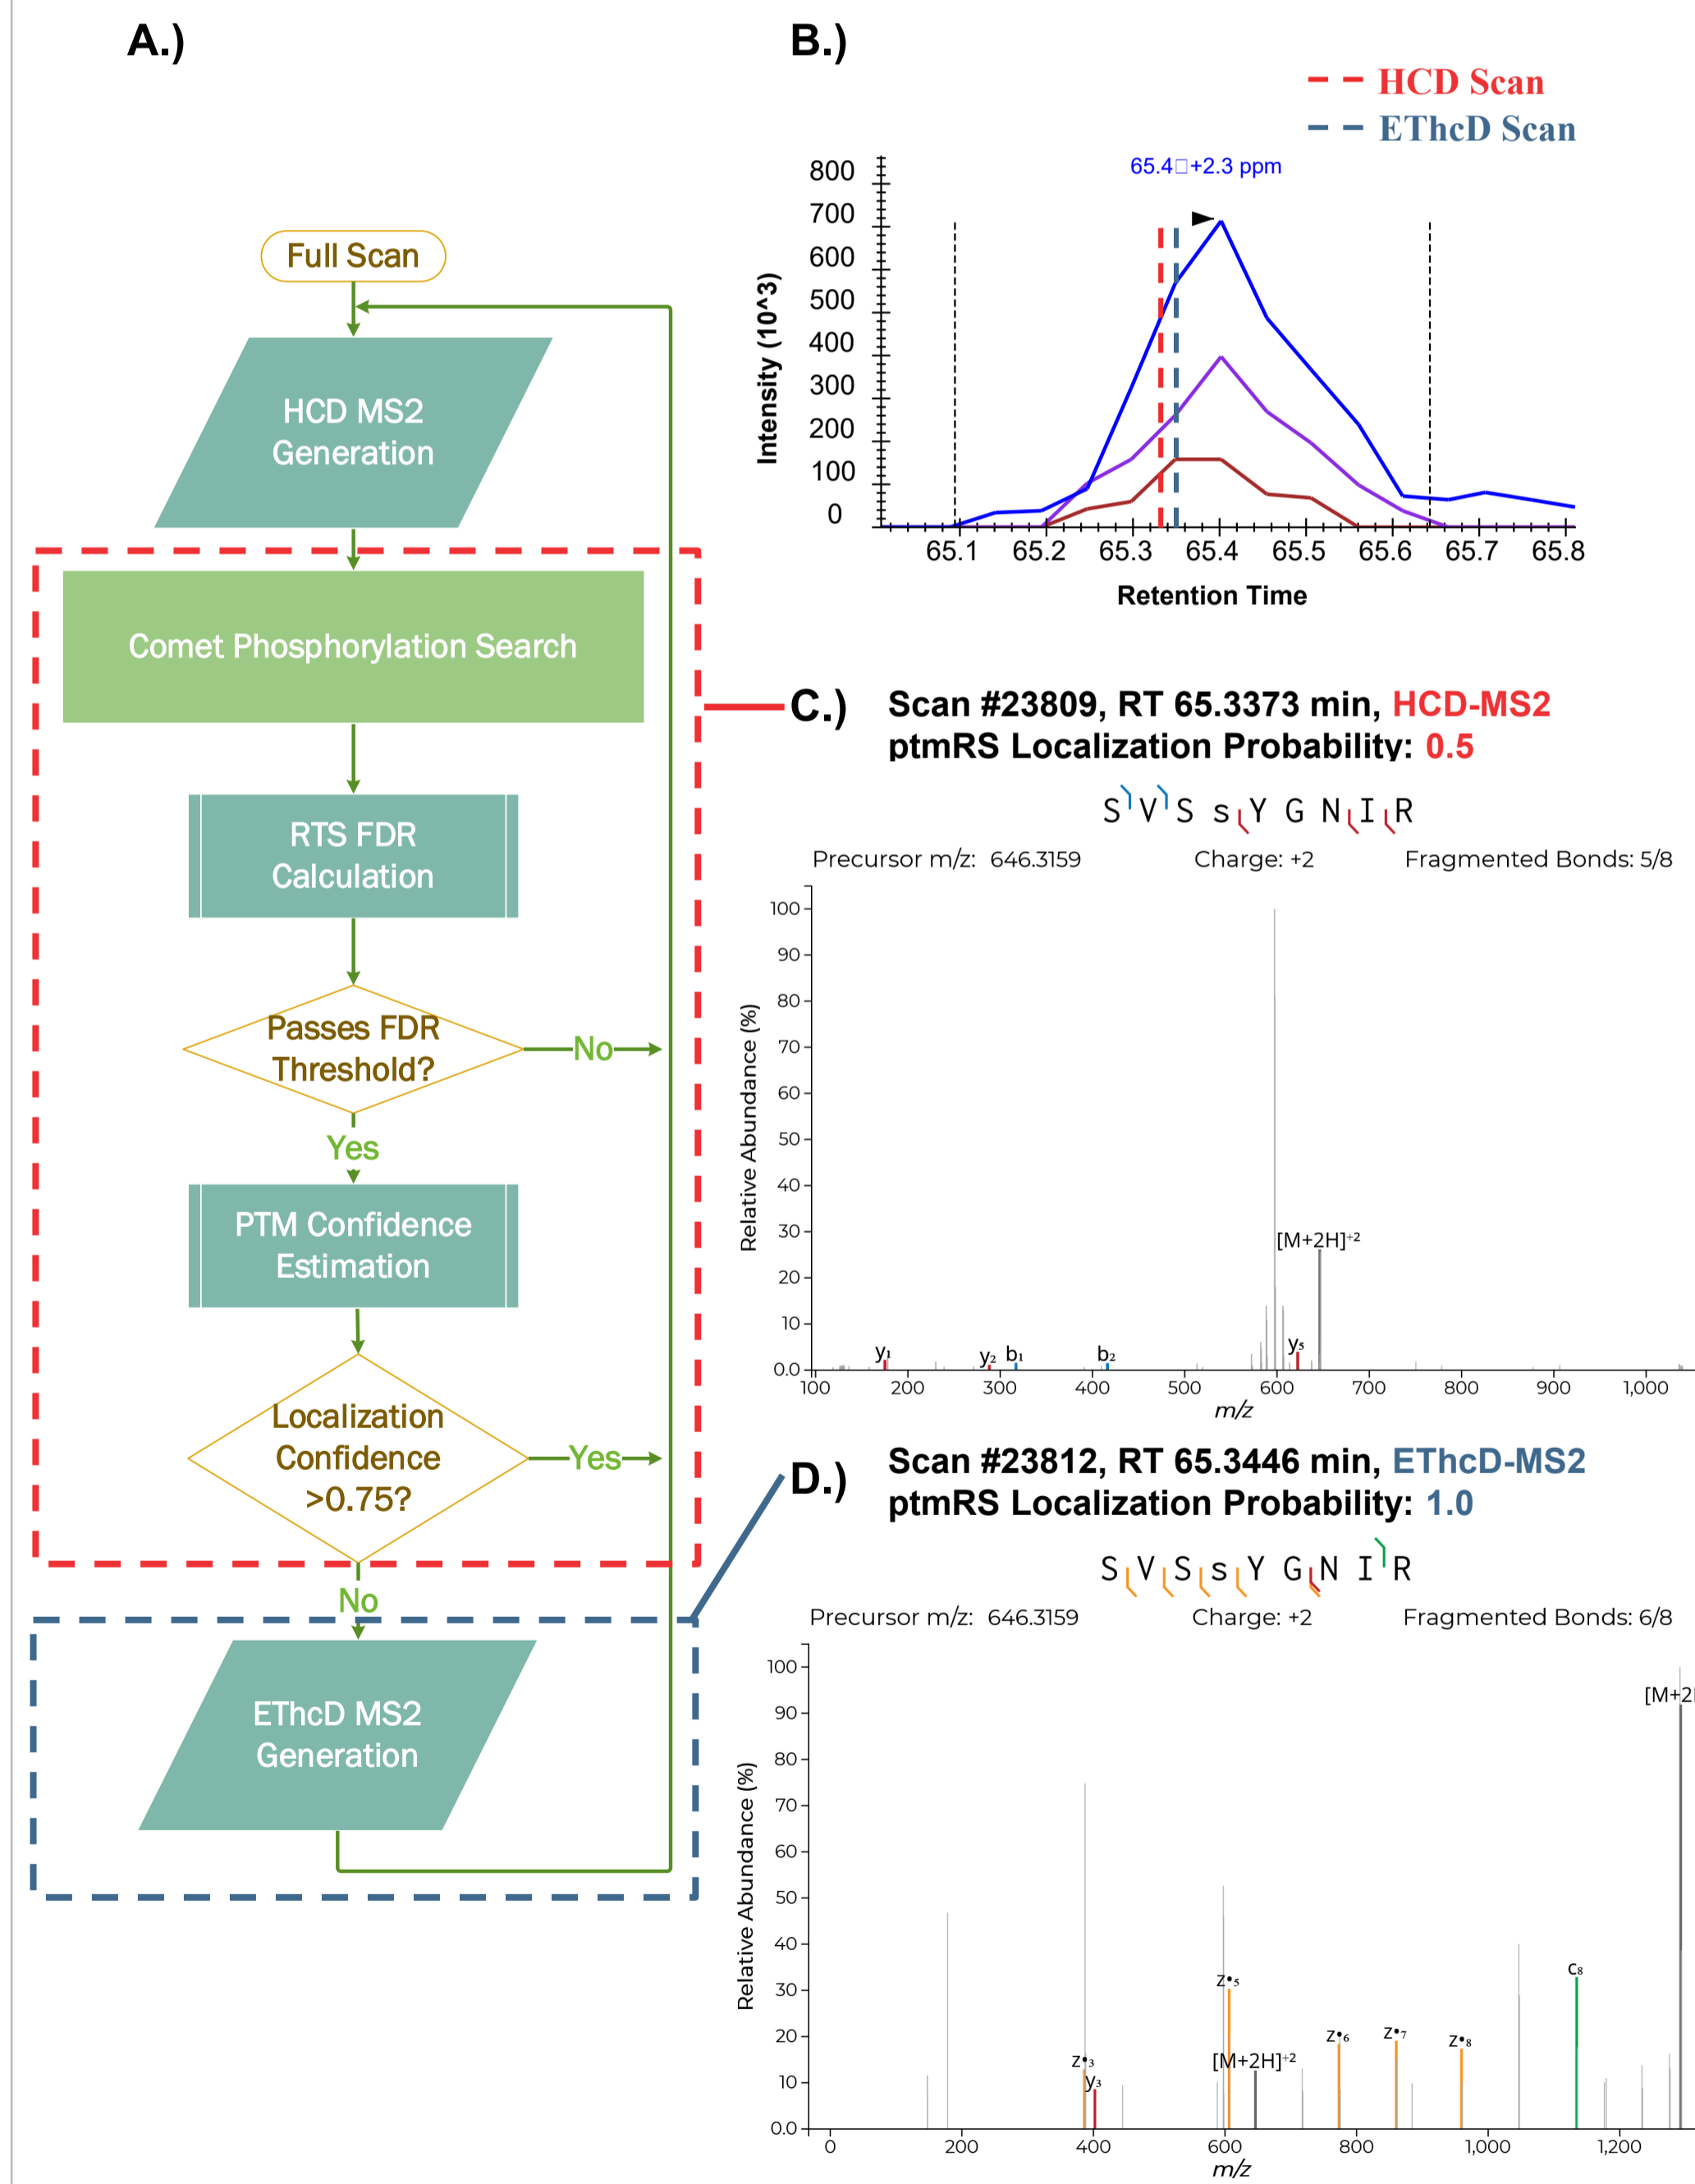 A.)
Full Scan
HCD MS2
Generation
Comet Phosphorylation Search
RTS FDR
Calculation
Passes FDR
Threshold?
No
Yes
PTM Confidence
Estimation
Localization
Confidence
>0.75?
Yes
No
EThcD MS2
Generation
B.)
HCD Scan
EThcD Scan
65.4□+2.3 ppm
800
700
600
500
400
300
200
100
0
Intensity (10^3)
65.1 65.2 65.3 65.4 65.5 65.6 65.7 65.8
Retention Time
C.)
Scan #23809, RT 65.3373 min, HCD-MS2
ptmRS Localization Probability: 0.5
S V S s Y G N I R
Precursor m/z: 646.3159 Charge: +2 Fragmented Bonds: 5/8
100
90
80
70
60
50
40
30
20
10
0.0
Relative Abundance (%)
[M+2H]⁺²
y₁ y₂ b₁ b₂ y₅
100 200 300 400 500 600 700 800 900 1,000
m/z
D.)
Scan #23812, RT 65.3446 min, EThcD-MS2
ptmRS Localization Probability: 1.0
S V S s Y G N I R
Precursor m/z: 646.3159 Charge: +2 Fragmented Bonds: 6/8
100
90
80
70
60
50
40
30
20
10
0.0
Relative Abundance (%)
[M+2
c₈
z•₅
z•₆ z•₇ z•₈
z•₃ [M+2H]⁺²
y₃
0 200 400 600 800 1,000 1,200
m/z